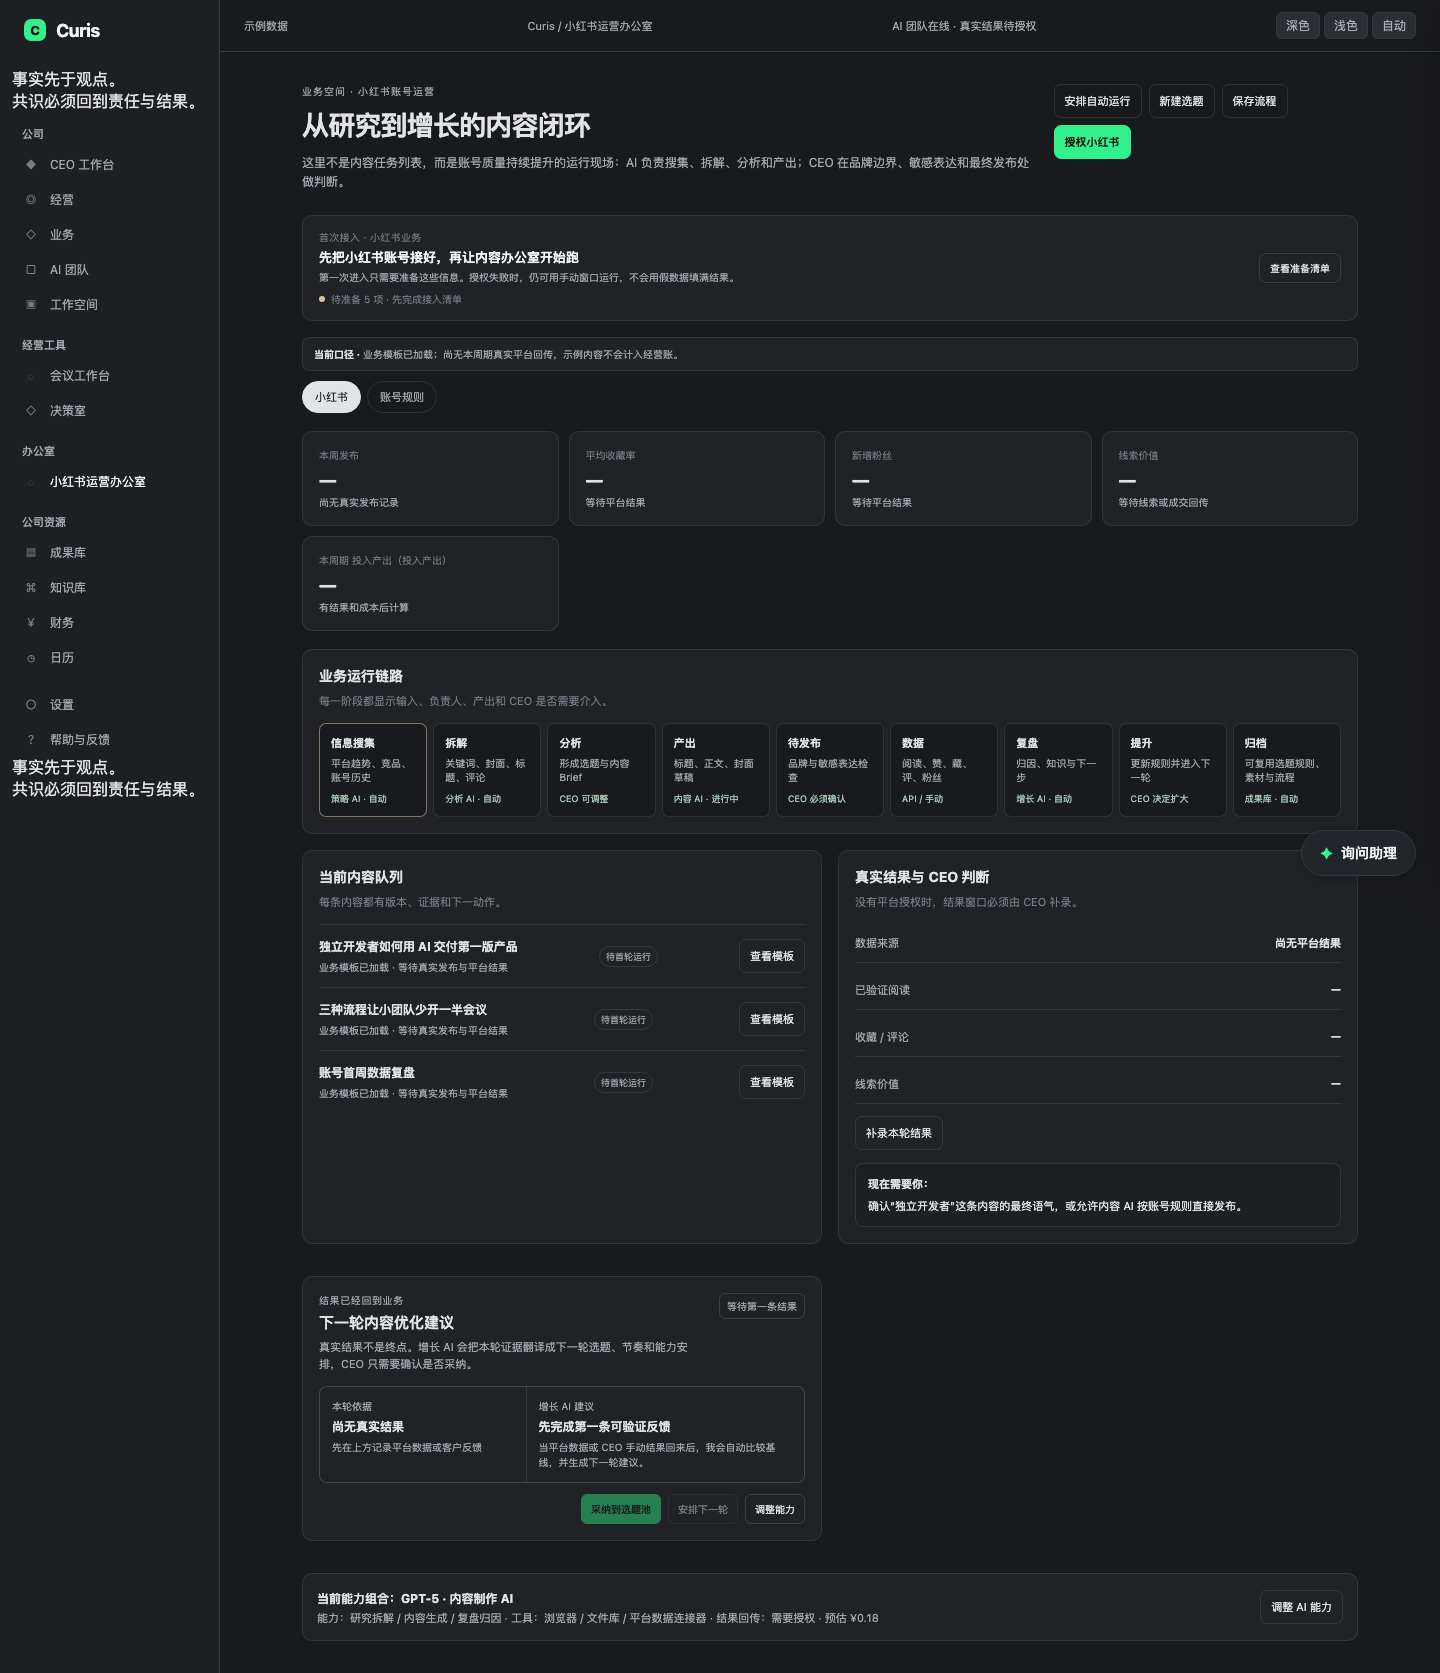 C Curis
事实先于观点。
共识必须回到责任与结果。
公司
CEO 工作台
经营
业务
AI 团队
工作空间
经营工具
会议工作台
决策室
办公室
小红书运营办公室
公司资源
成果库
知识库
¥ 财务
日历
设置
? 帮助与反馈
事实先于观点。
共识必须回到责任与结果。
示例数据
Curis / 小红书运营办公室
AI 团队在线 · 真实结果待授权
深色
浅色
自动
业务空间 · 小红书账号运营
从研究到增长的内容闭环
这里不是内容任务列表，而是账号质量持续提升的运行现场：AI 负责搜集、拆解、分析和产出；CEO 在品牌边界、敏感表达和最终发布处
做判断。
安排自动运行
新建选题
保存流程
授权小红书
首次接入 · 小红书业务
先把小红书账号接好，再让内容办公室开始跑
第一次进入只需要准备这些信息。授权失败时，仍可用手动窗口运行，不会用假数据填满结果。
待准备 5 项 · 先完成接入清单
查看准备清单
当前口径 · 业务模板已加载；尚无本周期真实平台回传，示例内容不会计入经营账。
小红书
账号规则
本周发布
—
尚无真实发布记录
平均收藏率
—
等待平台结果
新增粉丝
—
等待平台结果
线索价值
—
等待线索或成交回传
本周期 投入产出（投入产出）
—
有结果和成本后计算
业务运行链路
每一阶段都显示输入、负责人、产出和 CEO 是否需要介入。
信息搜集
平台趋势、竞品、
账号历史
策略 AI · 自动
拆解
关键词、封面、标
题、评论
分析 AI · 自动
分析
形成选题与内容
Brief
CEO 可调整
产出
标题、正文、封面
草稿
内容 AI · 进行中
待发布
品牌与敏感表达检
查
CEO 必须确认
数据
阅读、赞、藏、
评、粉丝
API / 手动
复盘
归因、知识与下一
步
增长 AI · 自动
提升
更新规则并进入下
一轮
CEO 决定扩大
归档
可复用选题规则、
素材与流程
成果库 · 自动
询问助理
当前内容队列
每条内容都有版本、证据和下一动作。
独立开发者如何用 AI 交付第一版产品
业务模板已加载 · 等待真实发布与平台结果
待首轮运行
查看模板
三种流程让小团队少开一半会议
业务模板已加载 · 等待真实发布与平台结果
待首轮运行
查看模板
账号首周数据复盘
业务模板已加载 · 等待真实发布与平台结果
待首轮运行
查看模板
真实结果与 CEO 判断
没有平台授权时，结果窗口必须由 CEO 补录。
数据来源
尚无平台结果
已验证阅读
—
收藏 / 评论
—
线索价值
—
补录本轮结果
现在需要你：
确认“独立开发者”这条内容的最终语气，或允许内容 AI 按账号规则直接发布。
结果已经回到业务
下一轮内容优化建议
真实结果不是终点。增长 AI 会把本轮证据翻译成下一轮选题、节奏和能力安
排，CEO 只需要确认是否采纳。
等待第一条结果
本轮依据
尚无真实结果
先在上方记录平台数据或客户反馈
增长 AI 建议
先完成第一条可验证反馈
当平台数据或 CEO 手动结果回来后，我会自动比较基
线，并生成下一轮建议。
采纳到选题池
安排下一轮
调整能力
当前能力组合：GPT-5 · 内容制作 AI
能力：研究拆解 / 内容生成 / 复盘归因 · 工具：浏览器 / 文件库 / 平台数据连接器 · 结果回传：需要授权 · 预估 ¥0.18
调整 AI 能力